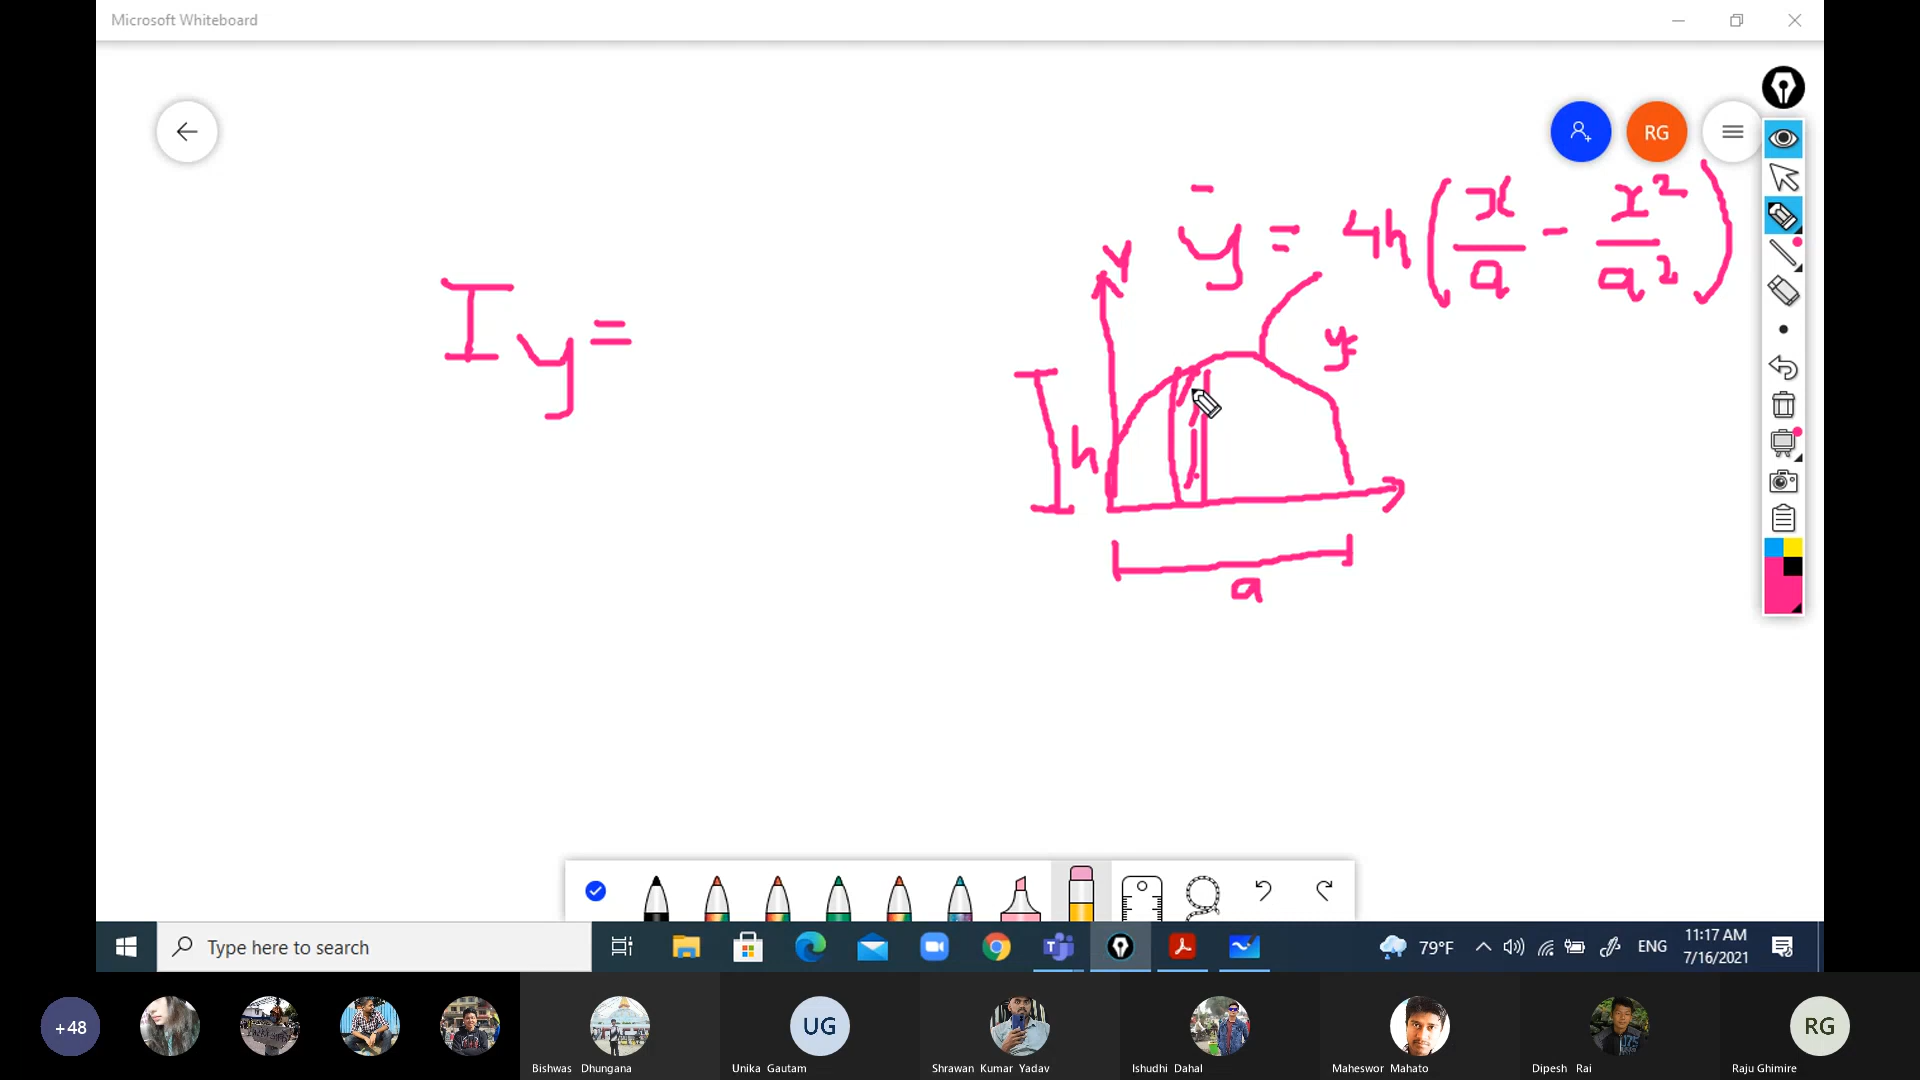 Microsoft Whiteboard
RG
y = 4h(x/a - x²/a²)
y
I y =
y
h
a
Type here to search
79°F
ENG
11:17 AM
7/16/2021
+48
UG
RG
Bishwas Dhungana
Unika Gautam
Shrawan Kumar Yadav
Ishudhi Dahal
Maheswor Mahato
Dipesh Rai
Raju Ghimire